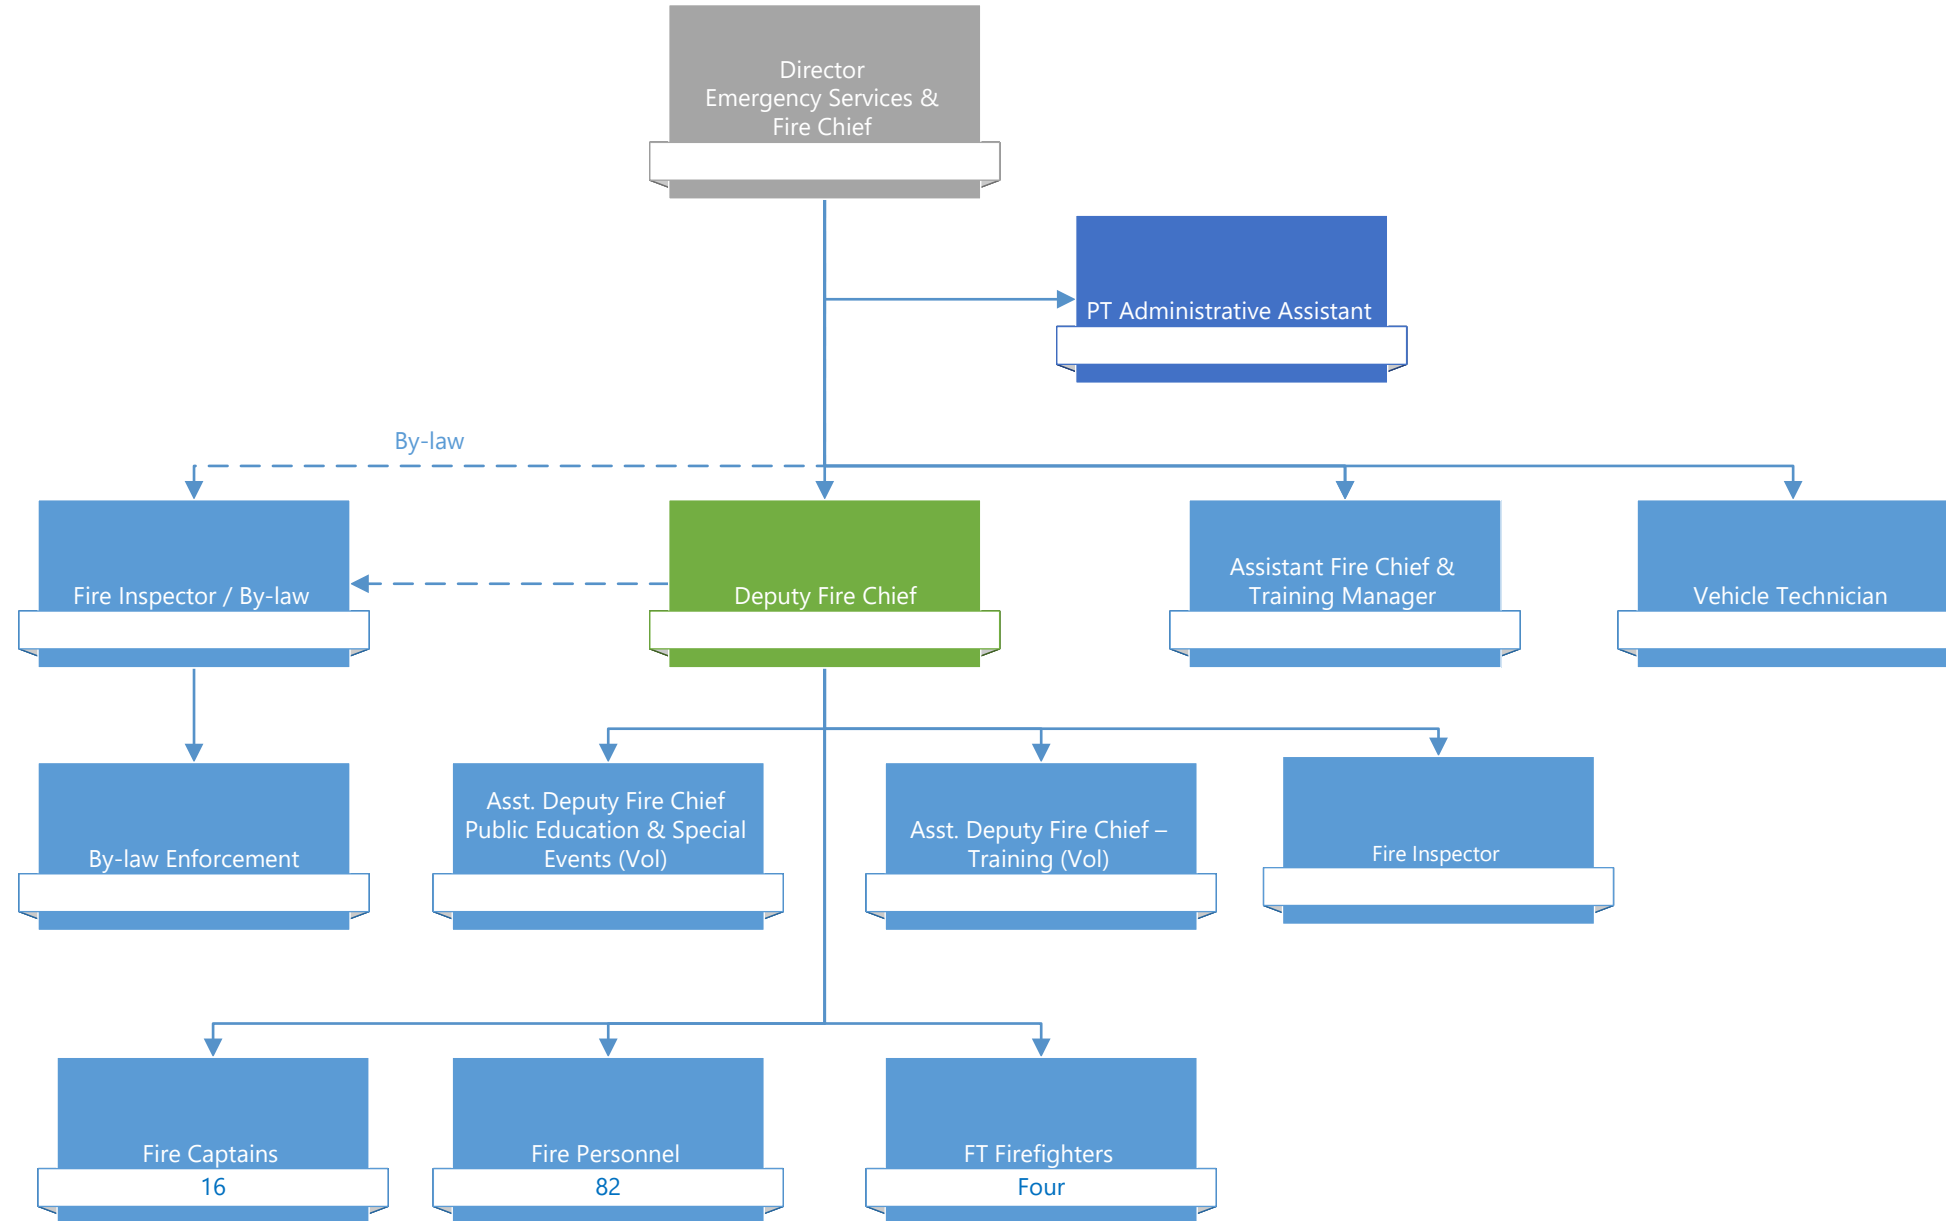 Director
Emergency Services &
Fire Chief
PT Administrative Assistant
By-law
Fire Inspector / By-law
Deputy Fire Chief
Assistant Fire Chief &
Training Manager
Vehicle Technician
By-law Enforcement
Asst. Deputy Fire Chief
Public Education & Special
Events (Vol)
Asst. Deputy Fire Chief –
Training (Vol)
Fire Inspector
Fire Captains
16
Fire Personnel
82
FT Firefighters
Four